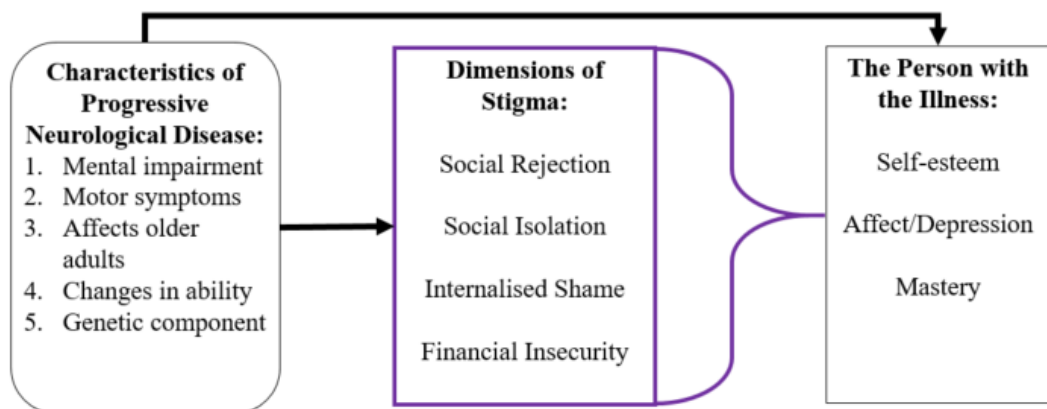 Characteristics of
Progressive
Neurological Disease:
1. Mental impairment
2. Motor symptoms
3. Affects older
adults
4. Changes in ability
5. Genetic component
Dimensions of
Stigma:
Social Rejection
Social Isolation
Internalised Shame
Financial Insecurity
The Person with
the Illness:
Self-esteem
Affect/Depression
Mastery